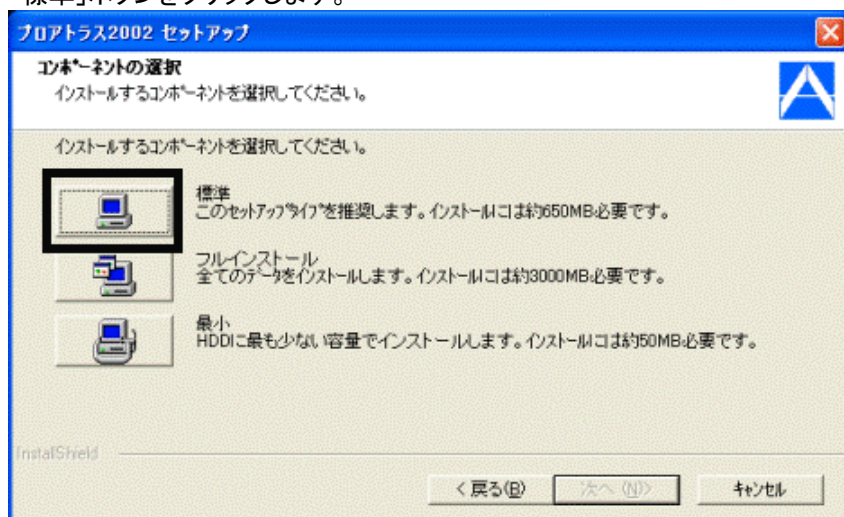 標準」ボタンをクリックします。
プロアトラス2002 セットアップ
コンポーネントの選択
インストールするコンポーネントを選択してください。
インストールするコンポーネントを選択してください。
標準
このセットアップタイプを推奨します。インストールには約650MB必要です。
フルインストール
全てのデータをインストールします。インストールには約3000MB必要です。
最小
HDDに最も少ない容量でインストールします。インストールには約50MB必要です。
InstallShield
< 戻る(B)
次へ (N)>
キャンセル